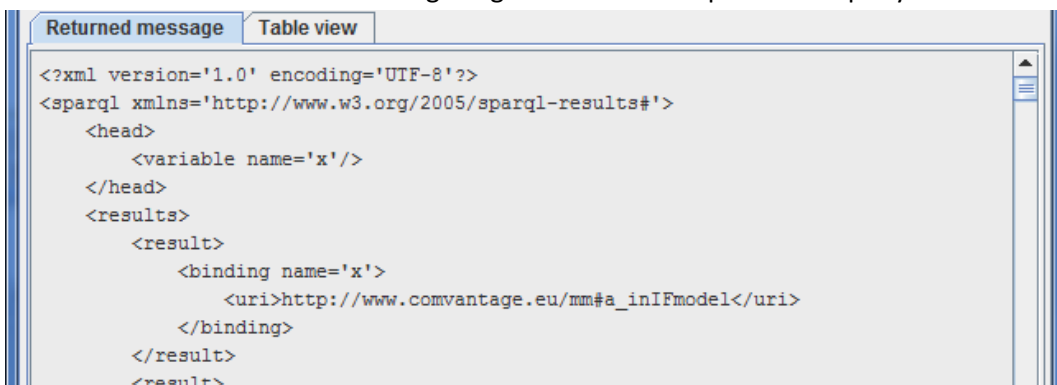 Returned message Table view
<?xml version='1.0' encoding='UTF-8'?>
<sparql xmlns='http://www.w3.org/2005/sparql-results#'>
<head>
<variable name='x'/>
</head>
<results>
<result>
<binding name='x'>
<uri>http://www.comvantage.eu/mm#a_inIFmodel</uri>
</binding>
</result>
<result>